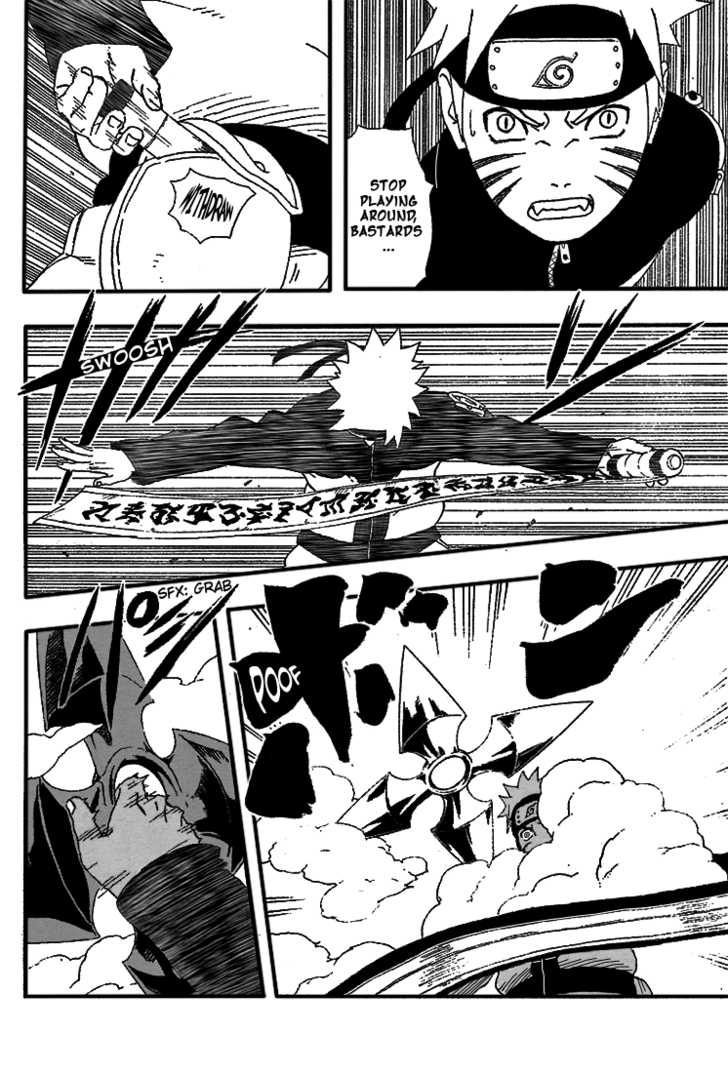 WITHDRAW
STOP
PLAYING
AROUND,
BASTARDS
...
SWOOSH
SFX: GRAB
POOF